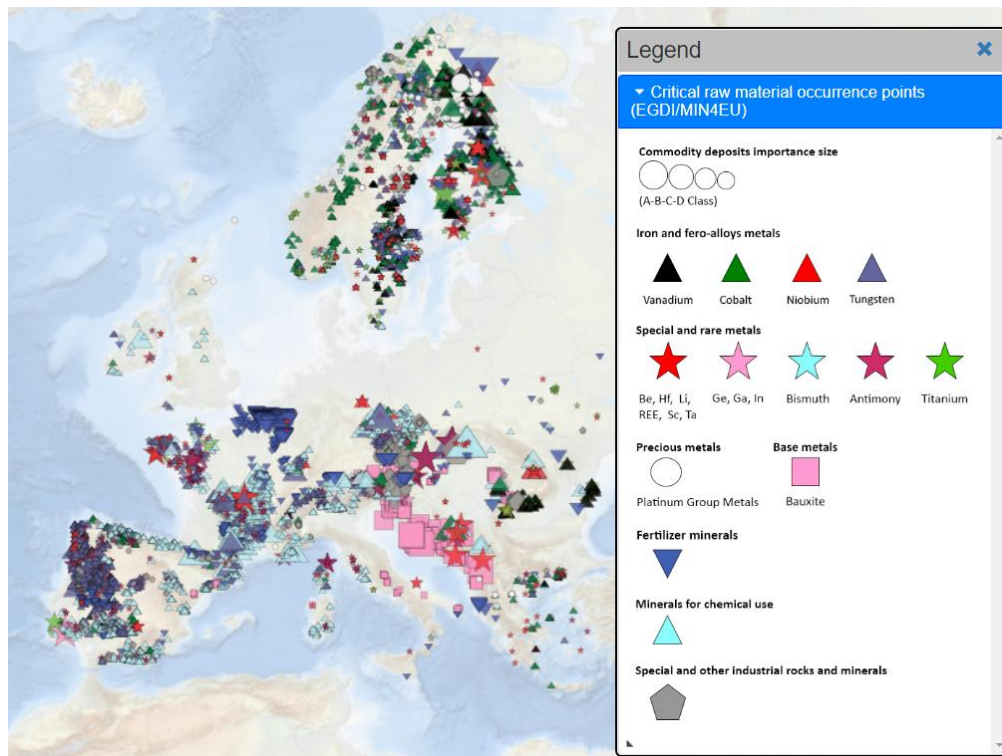 Legend
Critical raw material occurrence points
(EGDI/MIN4EU)
Commodity deposits importance size
(A-B-C-D Class)
Iron and fero-alloys metals
Vanadium Cobalt Niobium Tungsten
Special and rare metals
Be, Hf, Li, Ge, Ga, In Bismuth Antimony Titanium
REE, Sc, Ta
Precious metals Base metals
Platinum Group Metals Bauxite
Fertilizer minerals
Minerals for chemical use
Special and other industrial rocks and minerals